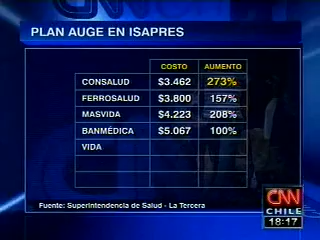 PLAN AUGE EN ISAPRES
COSTO AUMENTO
CONSALUD $3.462 273%
FERROSALUD $3.800 157%
MASVIDA $4.223 208%
BANMÉDICA $5.067 100%
VIDA
Fuente: Superintendencia de Salud - La Tercera
CNN
CHILE
18:17